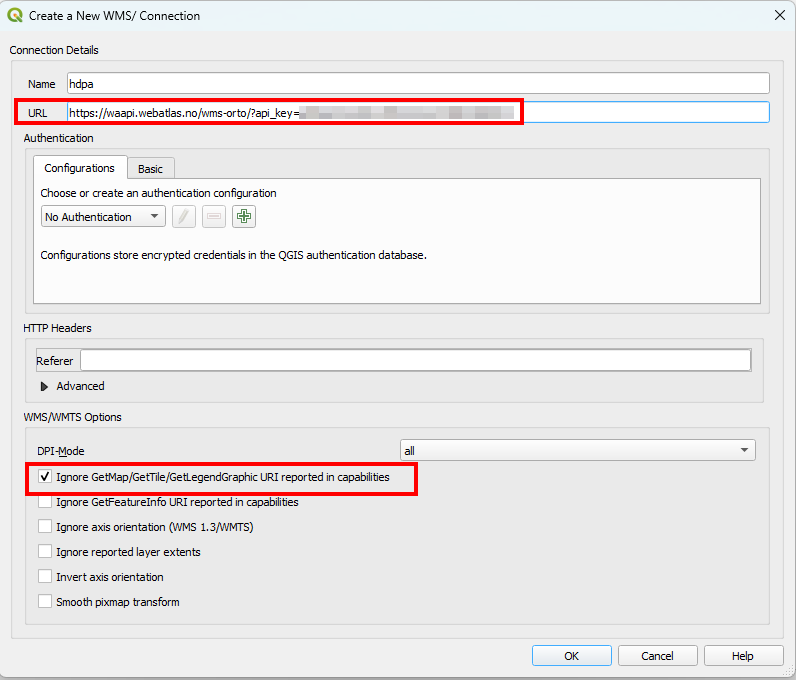 Create a New WMS/ Connection
Connection Details
Name hdpa
URL https://waapi.webatlas.no/wms-orto/?api_key=
Authentication
Configurations Basic
Choose or create an authentication configuration
No Authentication
Configurations store encrypted credentials in the QGIS authentication database.
HTTP Headers
Referer
Advanced
WMS/WMTS Options
DPI-Mode all
Ignore GetMap/GetTile/GetLegendGraphic URI reported in capabilities
Ignore GetFeatureInfo URI reported in capabilities
Ignore axis orientation (WMS 1.3/WMTS)
Ignore reported layer extents
Invert axis orientation
Smooth pixmap transform
OK Cancel Help